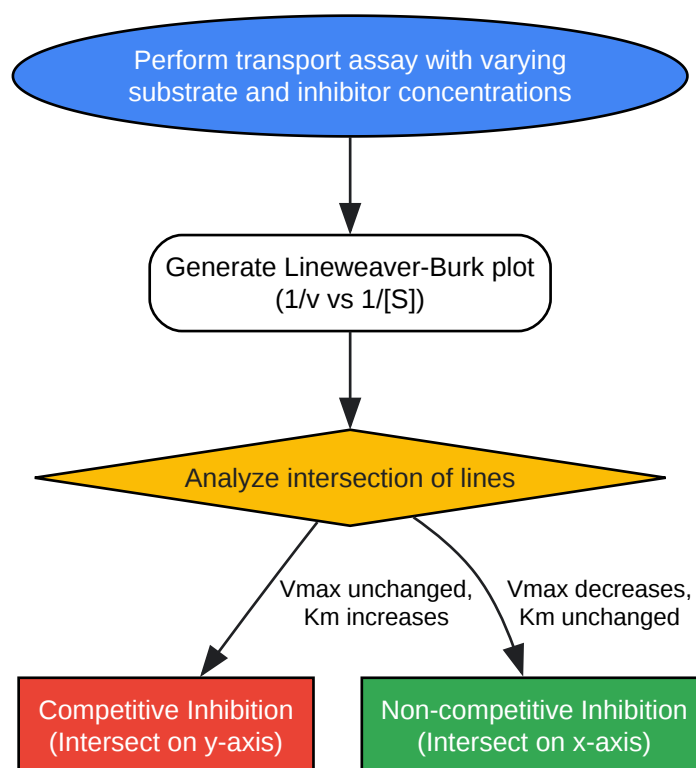 Perform transport assay with varying
substrate and inhibitor concentrations
Generate Lineweaver-Burk plot
(1/v vs 1/[S])
Analyze intersection of lines
Vmax unchanged,
Km increases
Vmax decreases,
Km unchanged
Competitive Inhibition
(Intersect on y-axis)
Non-competitive Inhibition
(Intersect on x-axis)